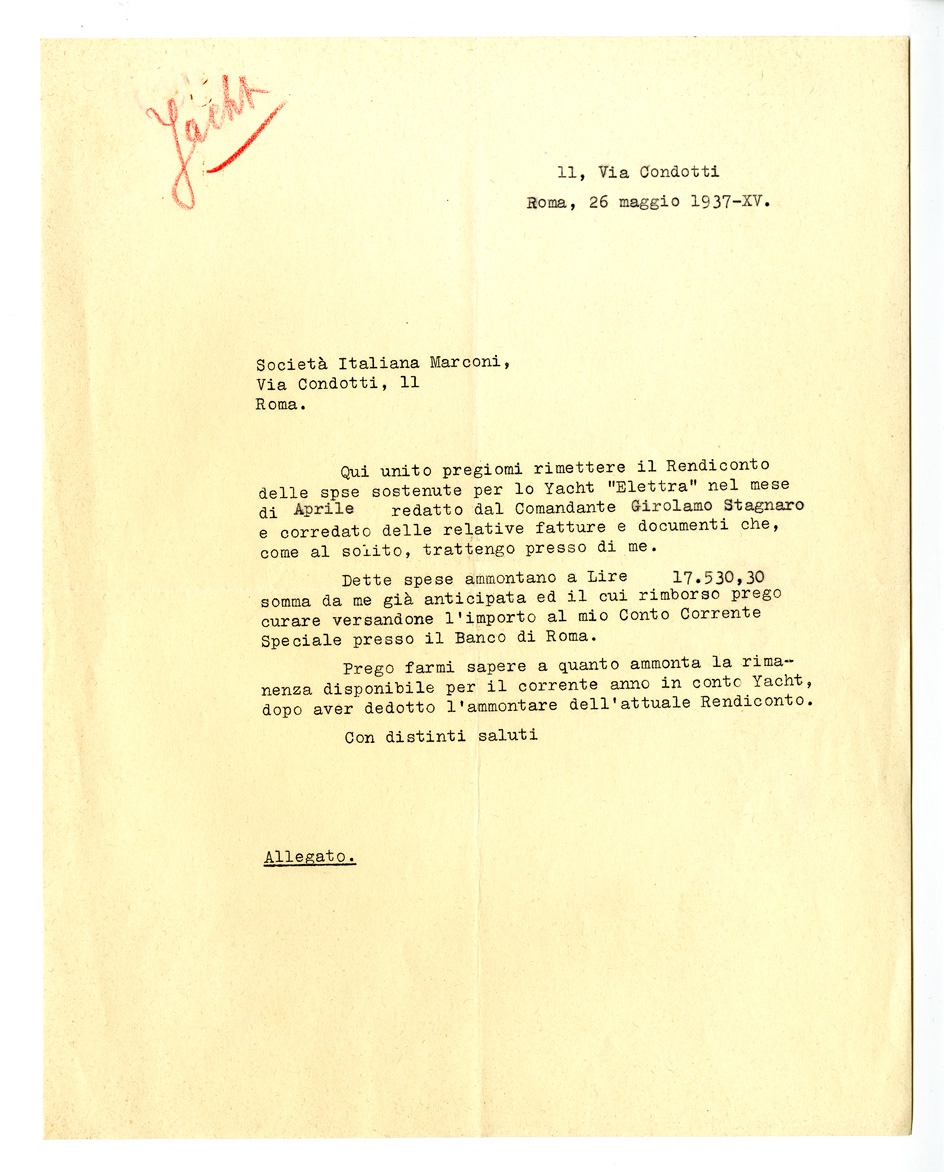 Yacht
11, Via Condotti
Roma, 26 maggio 1937-XV.
Società Italiana Marconi,
Via Condotti, 11
Roma.
Qui unito pregiomi rimettere il Rendiconto
delle spse sostenute per lo Yacht "Elettra" nel mese
di Aprile redatto dal Comandante Girolamo Stagnaro
e corredato delle relative fatture e documenti che,
come al solito, trattengo presso di me.
Dette spese ammontano a Lire 17.530,30
somma da me già anticipata ed il cui rimborso prego
curare versandone l'importo al mio Conto Corrente
Speciale presso il Banco di Roma.
Prego farmi sapere a quanto ammonta la rima-
nenza disponibile per il corrente anno in conto Yacht,
dopo aver dedotto l'ammontare dell'attuale Rendiconto.
Con distinti saluti
Allegato.